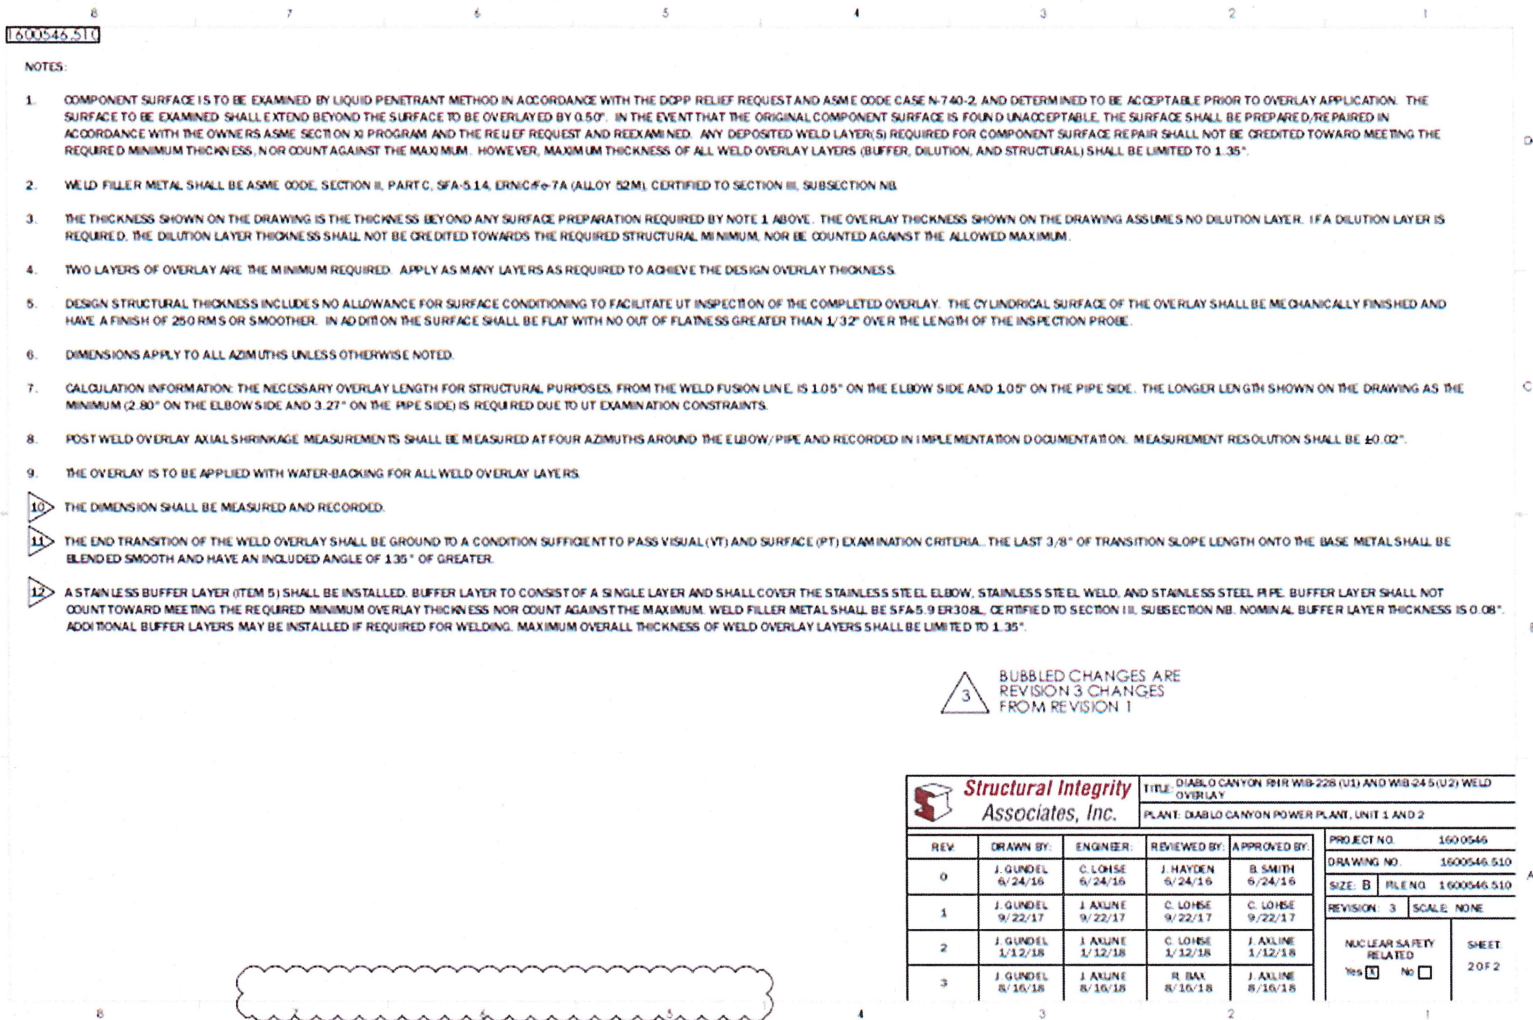 8 7 6 5 4 3 2 1
1600546.510
NOTES:
1. COMPONENT SURFACE IS TO BE EXAMINED BY LIQUID PENETRANT METHOD IN ACCORDANCE WITH THE DCPP RELIEF REQUEST AND ASME CODE CASE N-740-2, AND DETERMINED TO BE ACCEPTABLE PRIOR TO OVERLAY APPLICATION. THE
SURFACE TO BE EXAMINED SHALL EXTEND BEYOND THE SURFACE TO BE OVERLAYED BY 0.50". IN THE EVENT THAT THE ORIGINAL COMPONENT SURFACE IS FOUND UNACCEPTABLE, THE SURFACE SHALL BE PREPARED/REPAIRED IN
ACCORDANCE WITH THE OWNERS ASME SECTION XI PROGRAM AND THE RELIEF REQUEST AND REEXAMINED. ANY DEPOSITED WELD LAYER(S) REQUIRED FOR COMPONENT SURFACE REPAIR SHALL NOT BE CREDITED TOWARD MEETING THE
REQUIRED MINIMUM THICKNESS, NOR COUNT AGAINST THE MAXIMUM. HOWEVER, MAXIMUM THICKNESS OF ALL WELD OVERLAY LAYERS (BUFFER, DILUTION, AND STRUCTURAL) SHALL BE LIMITED TO 1.35".
D
2. WELD FILLER METAL SHALL BE ASME CODE, SECTION II, PART C, SFA-5.14, ERNiCrFe-7A (ALLOY 52M), CERTIFIED TO SECTION III, SUBSECTION NB.
3. THE THICKNESS SHOWN ON THE DRAWING IS THE THICKNESS BEYOND ANY SURFACE PREPARATION REQUIRED BY NOTE 1 ABOVE. THE OVERLAY THICKNESS SHOWN ON THE DRAWING ASSUMES NO DILUTION LAYER. IF A DILUTION LAYER IS
REQUIRED, THE DILUTION LAYER THICKNESS SHALL NOT BE CREDITED TOWARDS THE REQUIRED STRUCTURAL MINIMUM, NOR BE COUNTED AGAINST THE ALLOWED MAXIMUM.
4. TWO LAYERS OF OVERLAY ARE THE MINIMUM REQUIRED. APPLY AS MANY LAYERS AS REQUIRED TO ACHIEVE THE DESIGN OVERLAY THICKNESS.
5. DESIGN STRUCTURAL THICKNESS INCLUDES NO ALLOWANCE FOR SURFACE CONDITIONING TO FACILITATE UT INSPECTION OF THE COMPLETED OVERLAY. THE CYLINDRICAL SURFACE OF THE OVERLAY SHALL BE MECHANICALLY FINISHED AND
HAVE A FINISH OF 250 RMS OR SMOOTHER. IN ADDITION THE SURFACE SHALL BE FLAT WITH NO OUT OF FLATNESS GREATER THAN 1/32" OVER THE LENGTH OF THE INSPECTION PROBE.
6. DIMENSIONS APPLY TO ALL AZIMUTHS UNLESS OTHERWISE NOTED.
7. CALCULATION INFORMATION: THE NECESSARY OVERLAY LENGTH FOR STRUCTURAL PURPOSES, FROM THE WELD FUSION LINE, IS 1.05" ON THE ELBOW SIDE AND 1.05" ON THE PIPE SIDE. THE LONGER LENGTH SHOWN ON THE DRAWING AS THE
MINIMUM (2.80" ON THE ELBOW SIDE AND 3.27" ON THE PIPE SIDE) IS REQUIRED DUE TO UT EXAMINATION CONSTRAINTS.
C
8. POST WELD OVERLAY AXIAL SHRINKAGE MEASUREMENTS SHALL BE MEASURED AT FOUR AZIMUTHS AROUND THE ELBOW/PIPE AND RECORDED IN IMPLEMENTATION DOCUMENTATION. MEASUREMENT RESOLUTION SHALL BE ±0.02".
9. THE OVERLAY IS TO BE APPLIED WITH WATER-BACKING FOR ALL WELD OVERLAY LAYERS.
10 THE DIMENSION SHALL BE MEASURED AND RECORDED.
11 THE END TRANSITION OF THE WELD OVERLAY SHALL BE GROUND TO A CONDITION SUFFICIENT TO PASS VISUAL (VT) AND SURFACE (PT) EXAMINATION CRITERIA. THE LAST 3/8" OF TRANSITION SLOPE LENGTH ONTO THE BASE METAL SHALL BE
BLENDED SMOOTH AND HAVE AN INCLUDED ANGLE OF 135° OF GREATER.
12 A STAINLESS BUFFER LAYER (ITEM 5) SHALL BE INSTALLED. BUFFER LAYER TO CONSIST OF A SINGLE LAYER AND SHALL COVER THE STAINLESS STEEL ELBOW, STAINLESS STEEL WELD, AND STAINLESS STEEL PIPE. BUFFER LAYER SHALL NOT
COUNT TOWARD MEETING THE REQUIRED MINIMUM OVERLAY THICKNESS NOR COUNT AGAINST THE MAXIMUM. WELD FILLER METAL SHALL BE SFA-5.9 ER308L, CERTIFIED TO SECTION III, SUBSECTION NB. NOMINAL BUFFER LAYER THICKNESS IS 0.08".
ADDITIONAL BUFFER LAYERS MAY BE INSTALLED IF REQUIRED FOR WELDING. MAXIMUM OVERALL THICKNESS OF WELD OVERLAY LAYERS SHALL BE LIMITED TO 1.35".
3
BUBBLED CHANGES ARE
REVISION 3 CHANGES
FROM REVISION 1
Structural Integrity
Associates, Inc.
TITLE: DIABLO CANYON RHR WIB-228 (U1) AND WIB-245 (U2) WELD
OVERLAY
PLANT: DIABLO CANYON POWER PLANT, UNIT 1 AND 2
REV. DRAWN BY: ENGINEER: REVIEWED BY: APPROVED BY:
0 J. GUNDEL 6/24/16 C. LOHSE 6/24/16 J. HAYDEN 6/24/16 B. SMITH 6/24/16
1 J. GUNDEL 9/22/17 J. AXLINE 9/22/17 C. LOHSE 9/22/17 C. LOHSE 9/22/17
2 J. GUNDEL 1/12/18 J. AXLINE 1/12/18 C. LOHSE 1/12/18 J. AXLINE 1/12/18
3 J. GUNDEL 8/16/18 J. AXLINE 8/16/18 R. BAX 8/16/18 J. AXLINE 8/16/18
PROJECT NO. 1600546
DRAWING NO. 1600546.510
SIZE: B FILE NO. 1600546.510
A
REVISION: 3 SCALE: NONE
NUCLEAR SAFETY
RELATED
Yes X No
SHEET:
2 OF 2
8 7 6 5 4 3 2 1